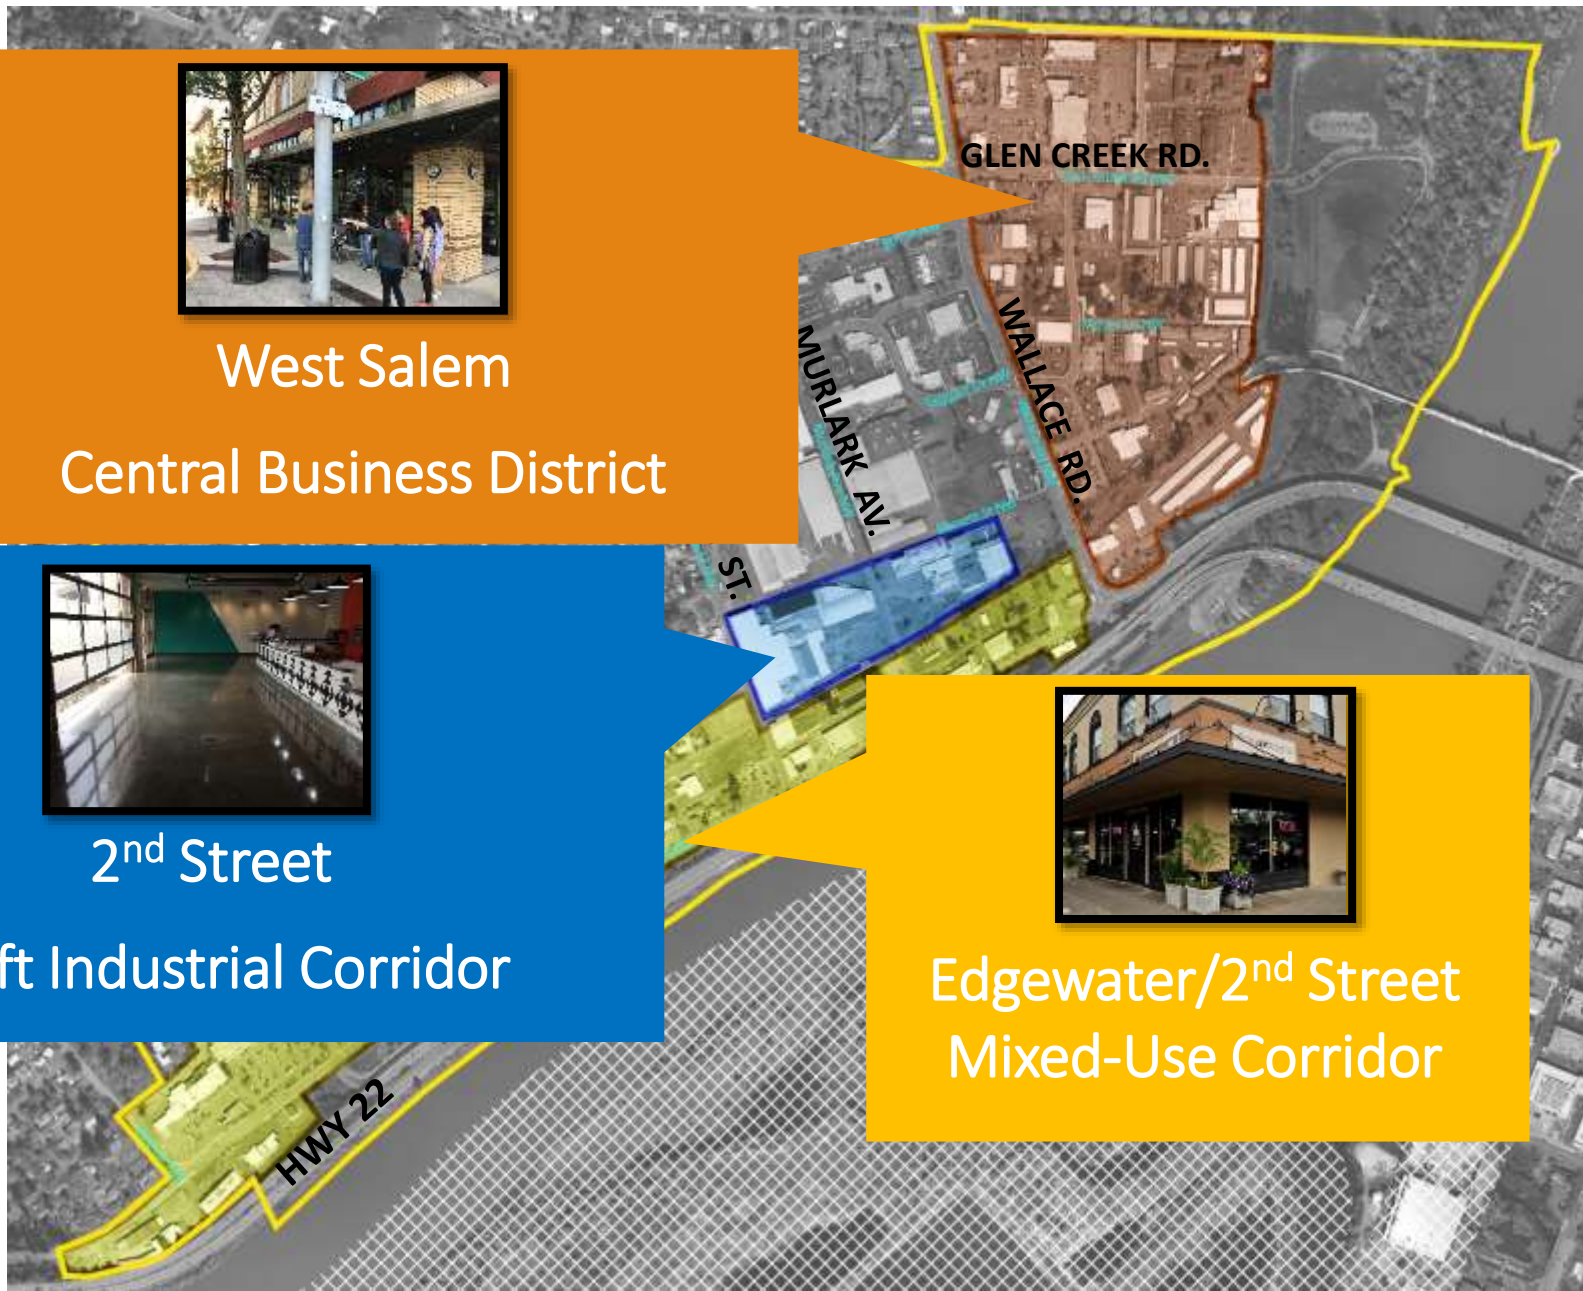 West Salem
Central Business District
GLEN CREEK RD.
WALLACE RD.
MURLARK AV.
ST.
2nd Street
ft Industrial Corridor
Edgewater/2nd Street
Mixed-Use Corridor
HWY 22